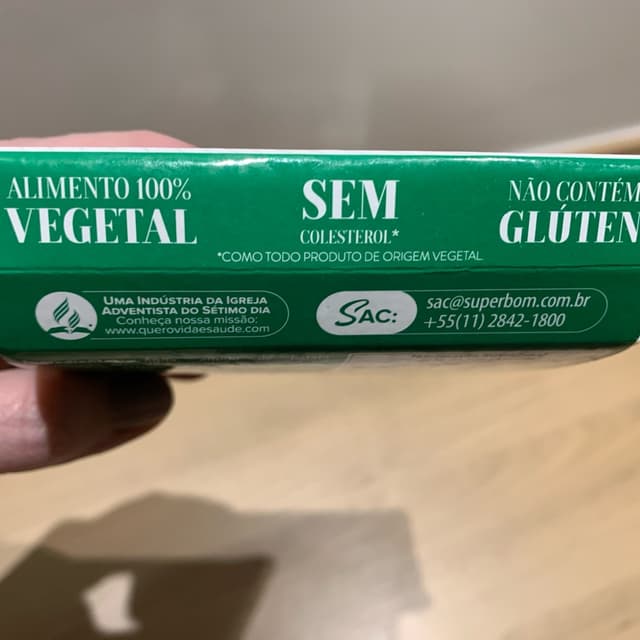 ALIMENTO 100%
VEGETAL
SEM
COLESTEROL*
*COMO TODO PRODUTO DE ORIGEM VEGETAL
NÃO CONTÉM
GLÚTEN
UMA INDÚSTRIA DA IGREJA
ADVENTISTA DO SÉTIMO DIA
Conheça nossa missão:
www.querovidaesaude.com
SAC:
sac@superbom.com.br
+55(11) 2842-1800